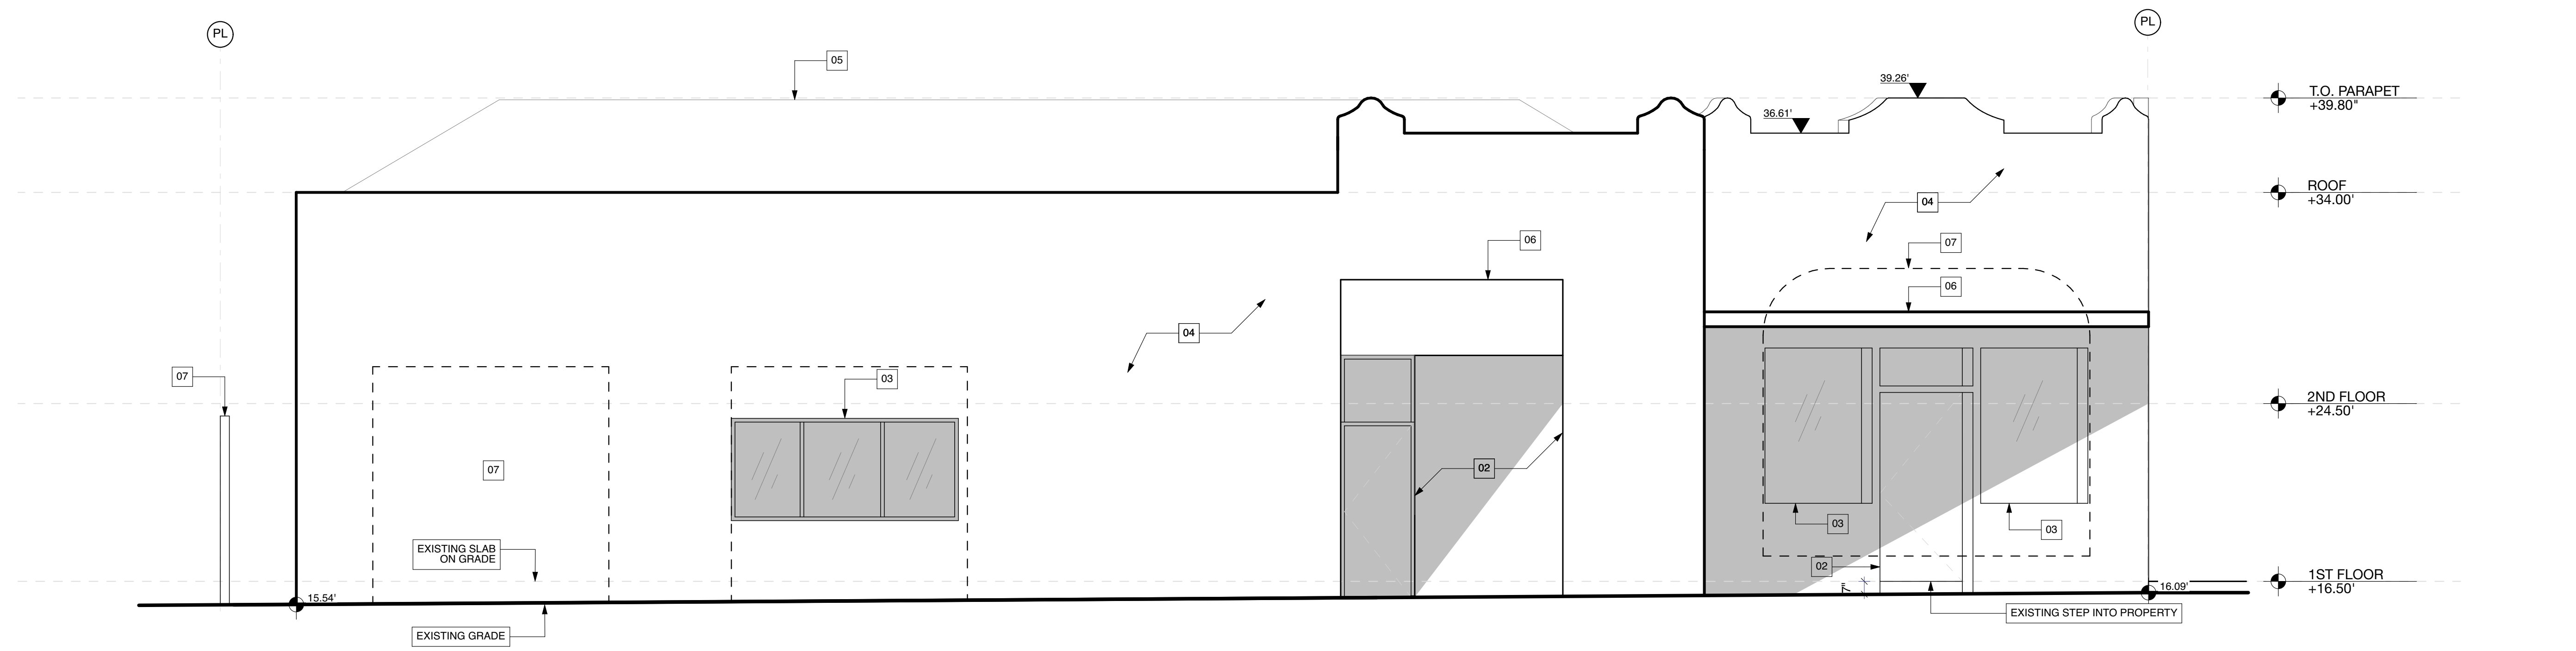 PL
PL
05
39.26'
36.61'
T.O. PARAPET
+39.80"
ROOF
+34.00'
04
06
07
06
04
07
03
2ND FLOOR
+24.50'
07
02
03
03
EXISTING SLAB
ON GRADE
02
7"
1ST FLOOR
+16.50'
15.54'
16.09'
EXISTING STEP INTO PROPERTY
EXISTING GRADE